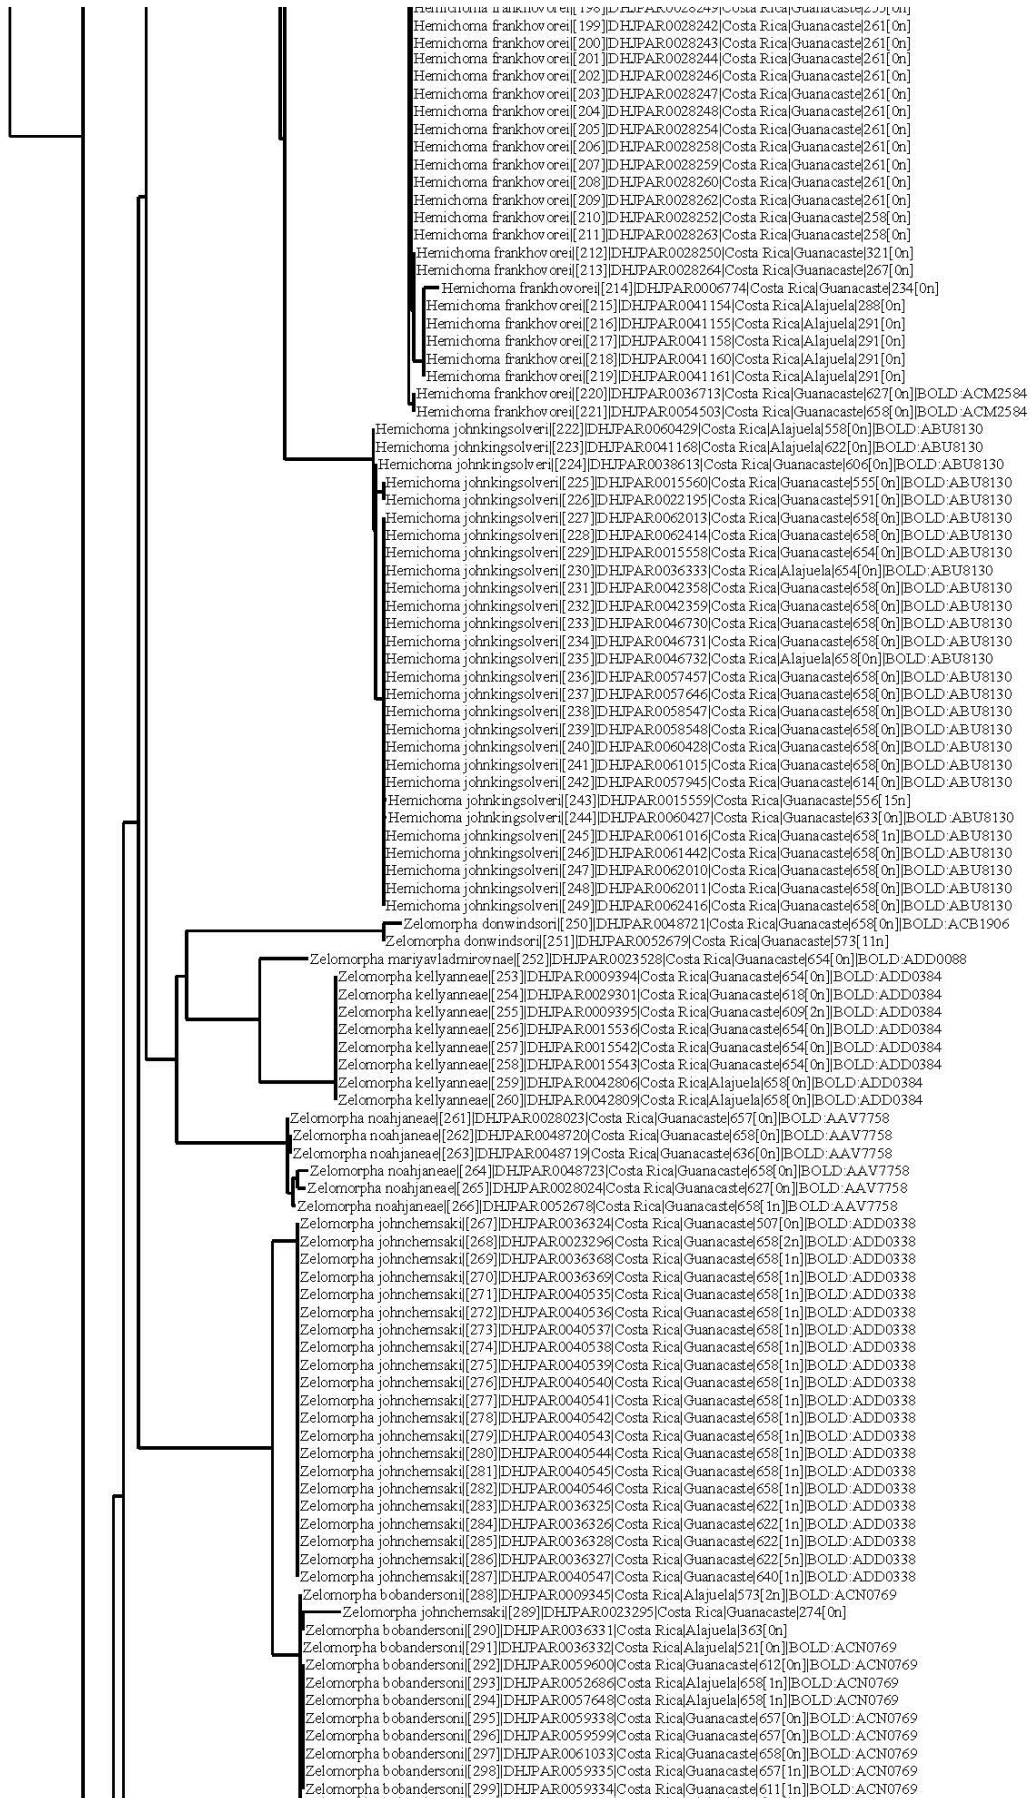 Hemichoma frankhovorei|[198]|DHJPAR0028249|Costa Rica|Guanacaste|255[0n]
Hemichoma frankhovorei|[199]|DHJPAR0028242|Costa Rica|Guanacaste|261[0n]
Hemichoma frankhovorei|[200]|DHJPAR0028243|Costa Rica|Guanacaste|261[0n]
Hemichoma frankhovorei|[201]|DHJPAR0028244|Costa Rica|Guanacaste|261[0n]
Hemichoma frankhovorei|[202]|DHJPAR0028246|Costa Rica|Guanacaste|261[0n]
Hemichoma frankhovorei|[203]|DHJPAR0028247|Costa Rica|Guanacaste|261[0n]
Hemichoma frankhovorei|[204]|DHJPAR0028248|Costa Rica|Guanacaste|261[0n]
Hemichoma frankhovorei|[205]|DHJPAR0028254|Costa Rica|Guanacaste|261[0n]
Hemichoma frankhovorei|[206]|DHJPAR0028258|Costa Rica|Guanacaste|261[0n]
Hemichoma frankhovorei|[207]|DHJPAR0028259|Costa Rica|Guanacaste|261[0n]
Hemichoma frankhovorei|[208]|DHJPAR0028260|Costa Rica|Guanacaste|261[0n]
Hemichoma frankhovorei|[209]|DHJPAR0028262|Costa Rica|Guanacaste|261[0n]
Hemichoma frankhovorei|[210]|DHJPAR0028252|Costa Rica|Guanacaste|258[0n]
Hemichoma frankhovorei|[211]|DHJPAR0028263|Costa Rica|Guanacaste|258[0n]
Hemichoma frankhovorei|[212]|DHJPAR0028250|Costa Rica|Guanacaste|321[0n]
Hemichoma frankhovorei|[213]|DHJPAR0028264|Costa Rica|Guanacaste|267[0n]
Hemichoma frankhovorei|[214]|DHJPAR0006774|Costa Rica|Guanacaste|234[0n]
Hemichoma frankhovorei|[215]|DHJPAR0041154|Costa Rica|Alajuela|288[0n]
Hemichoma frankhovorei|[216]|DHJPAR0041155|Costa Rica|Alajuela|291[0n]
Hemichoma frankhovorei|[217]|DHJPAR0041158|Costa Rica|Alajuela|291[0n]
Hemichoma frankhovorei|[218]|DHJPAR0041160|Costa Rica|Alajuela|291[0n]
Hemichoma frankhovorei|[219]|DHJPAR0041161|Costa Rica|Alajuela|291[0n]
Hemichoma frankhovorei|[220]|DHJPAR0036713|Costa Rica|Guanacaste|627[0n]|BOLD:ACM2584
Hemichoma frankhovorei|[221]|DHJPAR0054503|Costa Rica|Guanacaste|658[0n]|BOLD:ACM2584
Hemichoma johnkingsolveri|[222]|DHJPAR0060429|Costa Rica|Alajuela|558[0n]|BOLD:ABU8130
Hemichoma johnkingsolveri|[223]|DHJPAR0041168|Costa Rica|Alajuela|622[0n]|BOLD:ABU8130
Hemichoma johnkingsolveri|[224]|DHJPAR0038613|Costa Rica|Guanacaste|606[0n]|BOLD:ABU8130
Hemichoma johnkingsolveri|[225]|DHJPAR0015560|Costa Rica|Guanacaste|555[0n]|BOLD:ABU8130
Hemichoma johnkingsolveri|[226]|DHJPAR0022195|Costa Rica|Guanacaste|591[0n]|BOLD:ABU8130
Hemichoma johnkingsolveri|[227]|DHJPAR0062013|Costa Rica|Guanacaste|658[0n]|BOLD:ABU8130
Hemichoma johnkingsolveri|[228]|DHJPAR0062414|Costa Rica|Guanacaste|658[0n]|BOLD:ABU8130
Hemichoma johnkingsolveri|[229]|DHJPAR0015558|Costa Rica|Guanacaste|654[0n]|BOLD:ABU8130
Hemichoma johnkingsolveri|[230]|DHJPAR0036333|Costa Rica|Alajuela|654[0n]|BOLD:ABU8130
Hemichoma johnkingsolveri|[231]|DHJPAR0042358|Costa Rica|Guanacaste|658[0n]|BOLD:ABU8130
Hemichoma johnkingsolveri|[232]|DHJPAR0042359|Costa Rica|Guanacaste|658[0n]|BOLD:ABU8130
Hemichoma johnkingsolveri|[233]|DHJPAR0046730|Costa Rica|Guanacaste|658[0n]|BOLD:ABU8130
Hemichoma johnkingsolveri|[234]|DHJPAR0046731|Costa Rica|Guanacaste|658[0n]|BOLD:ABU8130
Hemichoma johnkingsolveri|[235]|DHJPAR0046732|Costa Rica|Alajuela|658[0n]|BOLD:ABU8130
Hemichoma johnkingsolveri|[236]|DHJPAR0057457|Costa Rica|Guanacaste|658[0n]|BOLD:ABU8130
Hemichoma johnkingsolveri|[237]|DHJPAR0057646|Costa Rica|Guanacaste|658[0n]|BOLD:ABU8130
Hemichoma johnkingsolveri|[238]|DHJPAR0058547|Costa Rica|Guanacaste|658[0n]|BOLD:ABU8130
Hemichoma johnkingsolveri|[239]|DHJPAR0058548|Costa Rica|Guanacaste|658[0n]|BOLD:ABU8130
Hemichoma johnkingsolveri|[240]|DHJPAR0060428|Costa Rica|Guanacaste|658[0n]|BOLD:ABU8130
Hemichoma johnkingsolveri|[241]|DHJPAR0061015|Costa Rica|Guanacaste|658[0n]|BOLD:ABU8130
Hemichoma johnkingsolveri|[242]|DHJPAR0057945|Costa Rica|Guanacaste|614[0n]|BOLD:ABU8130
Hemichoma johnkingsolveri|[243]|DHJPAR0015559|Costa Rica|Guanacaste|556[15n]
Hemichoma johnkingsolveri|[244]|DHJPAR0060427|Costa Rica|Guanacaste|633[0n]|BOLD:ABU8130
Hemichoma johnkingsolveri|[245]|DHJPAR0061016|Costa Rica|Guanacaste|658[1n]|BOLD:ABU8130
Hemichoma johnkingsolveri|[246]|DHJPAR0061442|Costa Rica|Guanacaste|658[0n]|BOLD:ABU8130
Hemichoma johnkingsolveri|[247]|DHJPAR0062010|Costa Rica|Guanacaste|658[0n]|BOLD:ABU8130
Hemichoma johnkingsolveri|[248]|DHJPAR0062011|Costa Rica|Guanacaste|658[0n]|BOLD:ABU8130
Hemichoma johnkingsolveri|[249]|DHJPAR0062416|Costa Rica|Guanacaste|658[0n]|BOLD:ABU8130
Zelomorpha donwindsori|[250]|DHJPAR0048721|Costa Rica|Guanacaste|658[0n]|BOLD:ACB1906
Zelomorpha donwindsori|[251]|DHJPAR0052679|Costa Rica|Guanacaste|573[11n]
Zelomorpha mariyavladmirovnae|[252]|DHJPAR0023528|Costa Rica|Guanacaste|654[0n]|BOLD:ADD0088
Zelomorpha kellyanneae|[253]|DHJPAR0009394|Costa Rica|Guanacaste|654[0n]|BOLD:ADD0384
Zelomorpha kellyanneae|[254]|DHJPAR0029301|Costa Rica|Guanacaste|618[0n]|BOLD:ADD0384
Zelomorpha kellyanneae|[255]|DHJPAR0009395|Costa Rica|Guanacaste|609[2n]|BOLD:ADD0384
Zelomorpha kellyanneae|[256]|DHJPAR0015536|Costa Rica|Guanacaste|654[0n]|BOLD:ADD0384
Zelomorpha kellyanneae|[257]|DHJPAR0015542|Costa Rica|Guanacaste|654[0n]|BOLD:ADD0384
Zelomorpha kellyanneae|[258]|DHJPAR0015543|Costa Rica|Guanacaste|654[0n]|BOLD:ADD0384
Zelomorpha kellyanneae|[259]|DHJPAR0042806|Costa Rica|Alajuela|658[0n]|BOLD:ADD0384
Zelomorpha kellyanneae|[260]|DHJPAR0042809|Costa Rica|Alajuela|658[0n]|BOLD:ADD0384
Zelomorpha noahjaneae|[261]|DHJPAR0028023|Costa Rica|Guanacaste|657[0n]|BOLD:AAV7758
Zelomorpha noahjaneae|[262]|DHJPAR0048720|Costa Rica|Guanacaste|658[0n]|BOLD:AAV7758
Zelomorpha noahjaneae|[263]|DHJPAR0048719|Costa Rica|Guanacaste|636[0n]|BOLD:AAV7758
Zelomorpha noahjaneae|[264]|DHJPAR0048723|Costa Rica|Guanacaste|658[0n]|BOLD:AAV7758
Zelomorpha noahjaneae|[265]|DHJPAR0028024|Costa Rica|Guanacaste|627[0n]|BOLD:AAV7758
Zelomorpha noahjaneae|[266]|DHJPAR0052678|Costa Rica|Guanacaste|658[1n]|BOLD:AAV7758
Zelomorpha johnchemsaki|[267]|DHJPAR0036324|Costa Rica|Guanacaste|507[0n]|BOLD:ADD0338
Zelomorpha johnchemsaki|[268]|DHJPAR0023296|Costa Rica|Guanacaste|658[2n]|BOLD:ADD0338
Zelomorpha johnchemsaki|[269]|DHJPAR0036368|Costa Rica|Guanacaste|658[1n]|BOLD:ADD0338
Zelomorpha johnchemsaki|[270]|DHJPAR0036369|Costa Rica|Guanacaste|658[1n]|BOLD:ADD0338
Zelomorpha johnchemsaki|[271]|DHJPAR0040535|Costa Rica|Guanacaste|658[1n]|BOLD:ADD0338
Zelomorpha johnchemsaki|[272]|DHJPAR0040536|Costa Rica|Guanacaste|658[1n]|BOLD:ADD0338
Zelomorpha johnchemsaki|[273]|DHJPAR0040537|Costa Rica|Guanacaste|658[1n]|BOLD:ADD0338
Zelomorpha johnchemsaki|[274]|DHJPAR0040538|Costa Rica|Guanacaste|658[1n]|BOLD:ADD0338
Zelomorpha johnchemsaki|[275]|DHJPAR0040539|Costa Rica|Guanacaste|658[1n]|BOLD:ADD0338
Zelomorpha johnchemsaki|[276]|DHJPAR0040540|Costa Rica|Guanacaste|658[1n]|BOLD:ADD0338
Zelomorpha johnchemsaki|[277]|DHJPAR0040541|Costa Rica|Guanacaste|658[1n]|BOLD:ADD0338
Zelomorpha johnchemsaki|[278]|DHJPAR0040542|Costa Rica|Guanacaste|658[1n]|BOLD:ADD0338
Zelomorpha johnchemsaki|[279]|DHJPAR0040543|Costa Rica|Guanacaste|658[1n]|BOLD:ADD0338
Zelomorpha johnchemsaki|[280]|DHJPAR0040544|Costa Rica|Guanacaste|658[1n]|BOLD:ADD0338
Zelomorpha johnchemsaki|[281]|DHJPAR0040545|Costa Rica|Guanacaste|658[1n]|BOLD:ADD0338
Zelomorpha johnchemsaki|[282]|DHJPAR0040546|Costa Rica|Guanacaste|658[1n]|BOLD:ADD0338
Zelomorpha johnchemsaki|[283]|DHJPAR0036325|Costa Rica|Guanacaste|622[1n]|BOLD:ADD0338
Zelomorpha johnchemsaki|[284]|DHJPAR0036326|Costa Rica|Guanacaste|622[1n]|BOLD:ADD0338
Zelomorpha johnchemsaki|[285]|DHJPAR0036328|Costa Rica|Guanacaste|622[1n]|BOLD:ADD0338
Zelomorpha johnchemsaki|[286]|DHJPAR0036327|Costa Rica|Guanacaste|622[5n]|BOLD:ADD0338
Zelomorpha johnchemsaki|[287]|DHJPAR0040547|Costa Rica|Guanacaste|640[1n]|BOLD:ADD0338
Zelomorpha bobandersoni|[288]|DHJPAR0009345|Costa Rica|Alajuela|573[2n]|BOLD:ACN0769
Zelomorpha johnchemsaki|[289]|DHJPAR0023295|Costa Rica|Guanacaste|274[0n]
Zelomorpha bobandersoni|[290]|DHJPAR0036331|Costa Rica|Alajuela|363[0n]
Zelomorpha bobandersoni|[291]|DHJPAR0036332|Costa Rica|Alajuela|521[0n]|BOLD:ACN0769
Zelomorpha bobandersoni|[292]|DHJPAR0059600|Costa Rica|Guanacaste|612[0n]|BOLD:ACN0769
Zelomorpha bobandersoni|[293]|DHJPAR0052686|Costa Rica|Alajuela|658[1n]|BOLD:ACN0769
Zelomorpha bobandersoni|[294]|DHJPAR0057648|Costa Rica|Alajuela|658[1n]|BOLD:ACN0769
Zelomorpha bobandersoni|[295]|DHJPAR0059338|Costa Rica|Guanacaste|657[0n]|BOLD:ACN0769
Zelomorpha bobandersoni|[296]|DHJPAR0059599|Costa Rica|Guanacaste|657[0n]|BOLD:ACN0769
Zelomorpha bobandersoni|[297]|DHJPAR0061033|Costa Rica|Guanacaste|658[0n]|BOLD:ACN0769
Zelomorpha bobandersoni|[298]|DHJPAR0059335|Costa Rica|Guanacaste|657[1n]|BOLD:ACN0769
Zelomorpha bobandersoni|[299]|DHJPAR0059334|Costa Rica|Guanacaste|611[1n]|BOLD:ACN0769